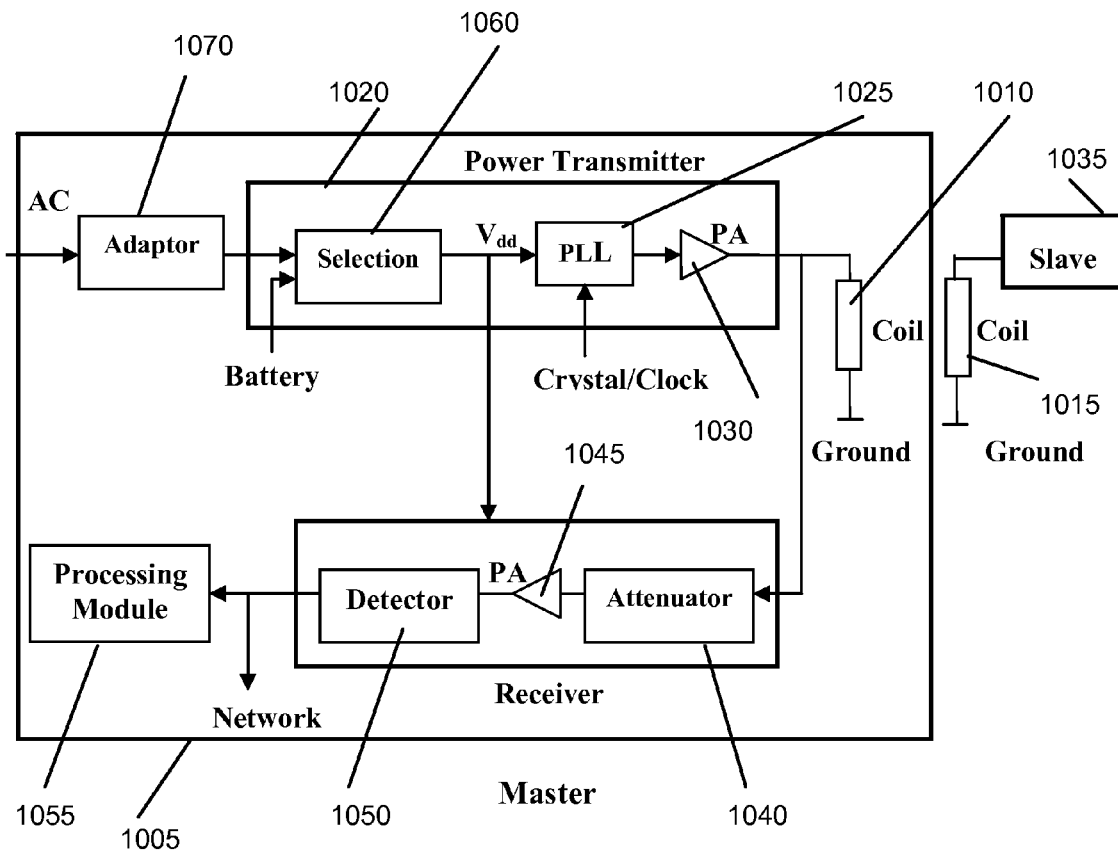 1070
1060
1020
1025
1010
1035
Power Transmitter
AC
Adaptor
Selection
Vdd
PLL
PA
Slave
Coil
Coil
Battery
Crvstal/Clock
1030
1015
Ground
Ground
1045
Processing
Module
Detector
PA
Attenuator
Receiver
Network
Master
1055
1005
1050
1040